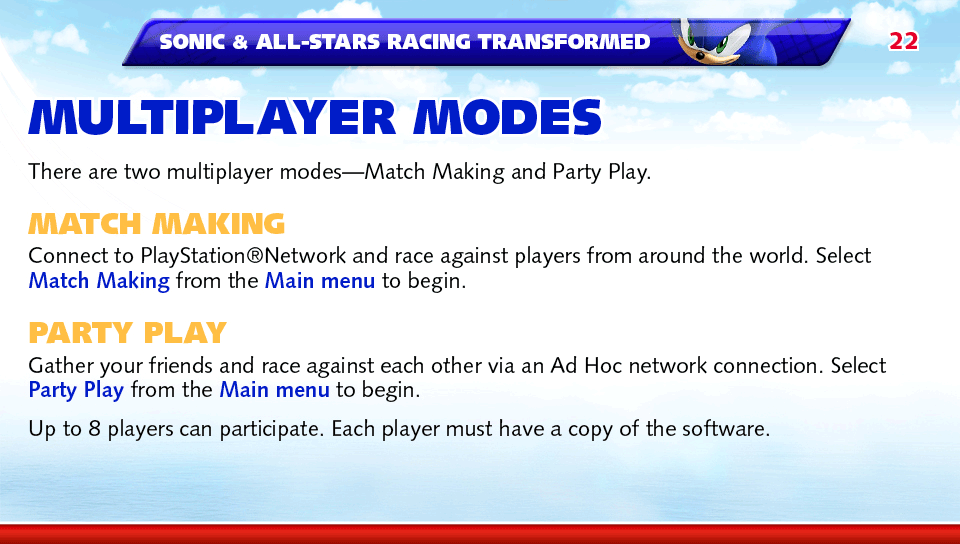 SONIC & ALL-STARS RACING TRANSFORMED
22
MULTIPLAYER MODES
There are two multiplayer modes—Match Making and Party Play.
MATCH MAKING
Connect to PlayStation®Network and race against players from around the world. Select
Match Making from the Main menu to begin.
PARTY PLAY
Gather your friends and race against each other via an Ad Hoc network connection. Select
Party Play from the Main menu to begin.
Up to 8 players can participate. Each player must have a copy of the software.